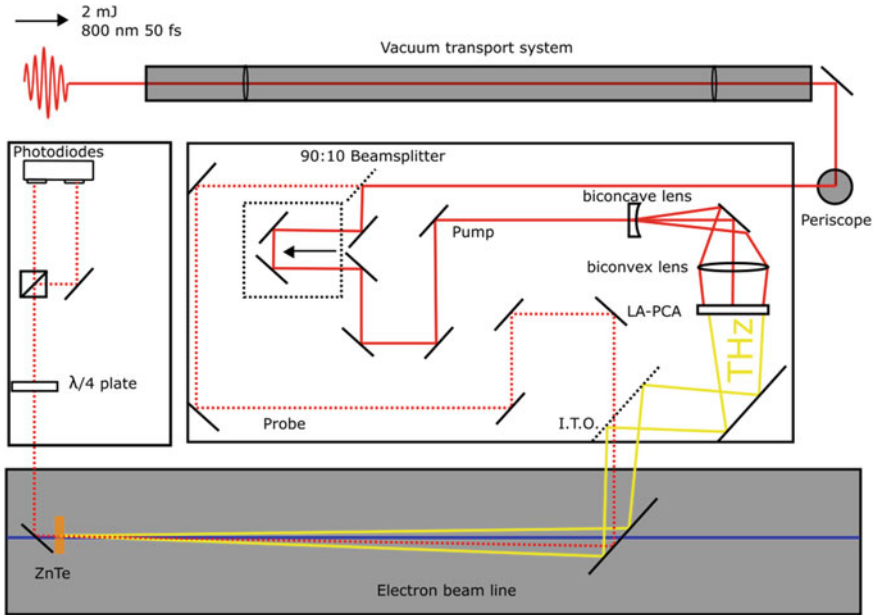 2 mJ
800 nm 50 fs
Vacuum transport system
Photodiodes
90:10 Beamsplitter
biconcave lens
Periscope
Pump
biconvex lens
LA-PCA
THz
λ/4 plate
Probe
I.T.O.
ZnTe
Electron beam line